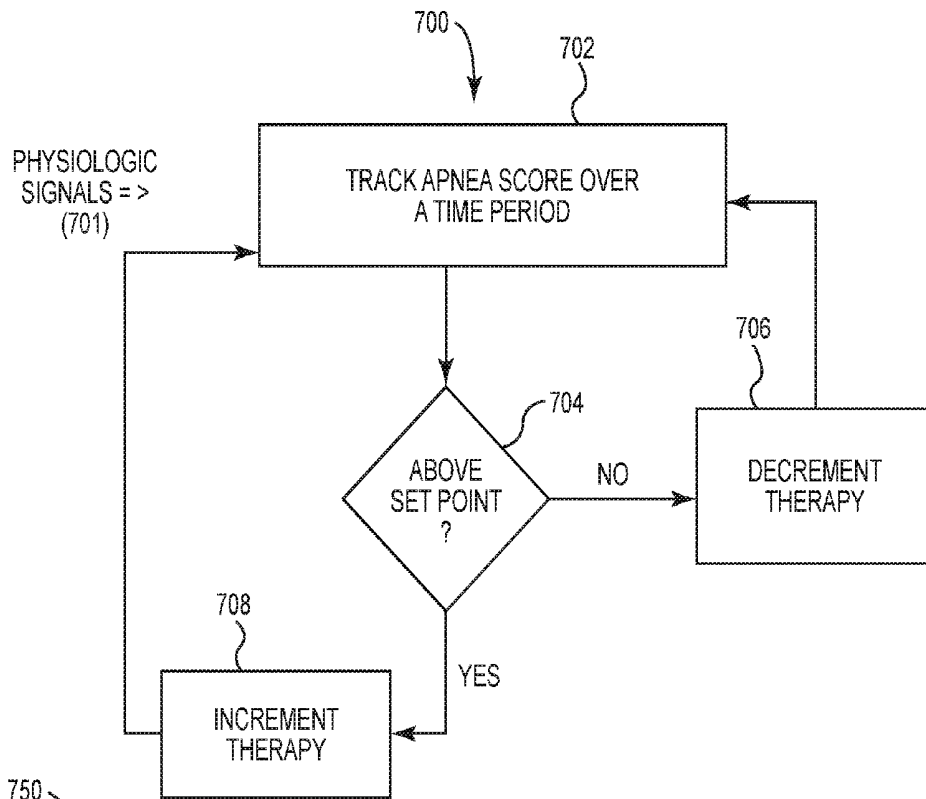 700
702
PHYSIOLOGIC
SIGNALS = >
(701)
TRACK APNEA SCORE OVER
A TIME PERIOD
706
704
ABOVE
SET POINT
?
NO
DECREMENT
THERAPY
708
YES
INCREMENT
THERAPY
750